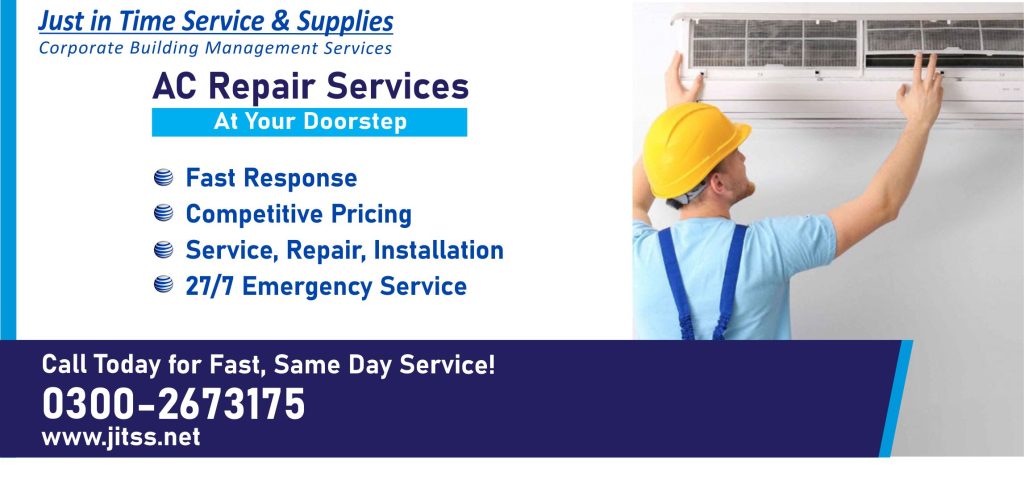 Just in Time Service & Supplies
Corporate Building Management Services
AC Repair Services
At Your Doorstep
Fast Response
Competitive Pricing
Service, Repair, Installation
27/7 Emergency Service
Call Today for Fast, Same Day Service!
0300-2673175
www.jitss.net